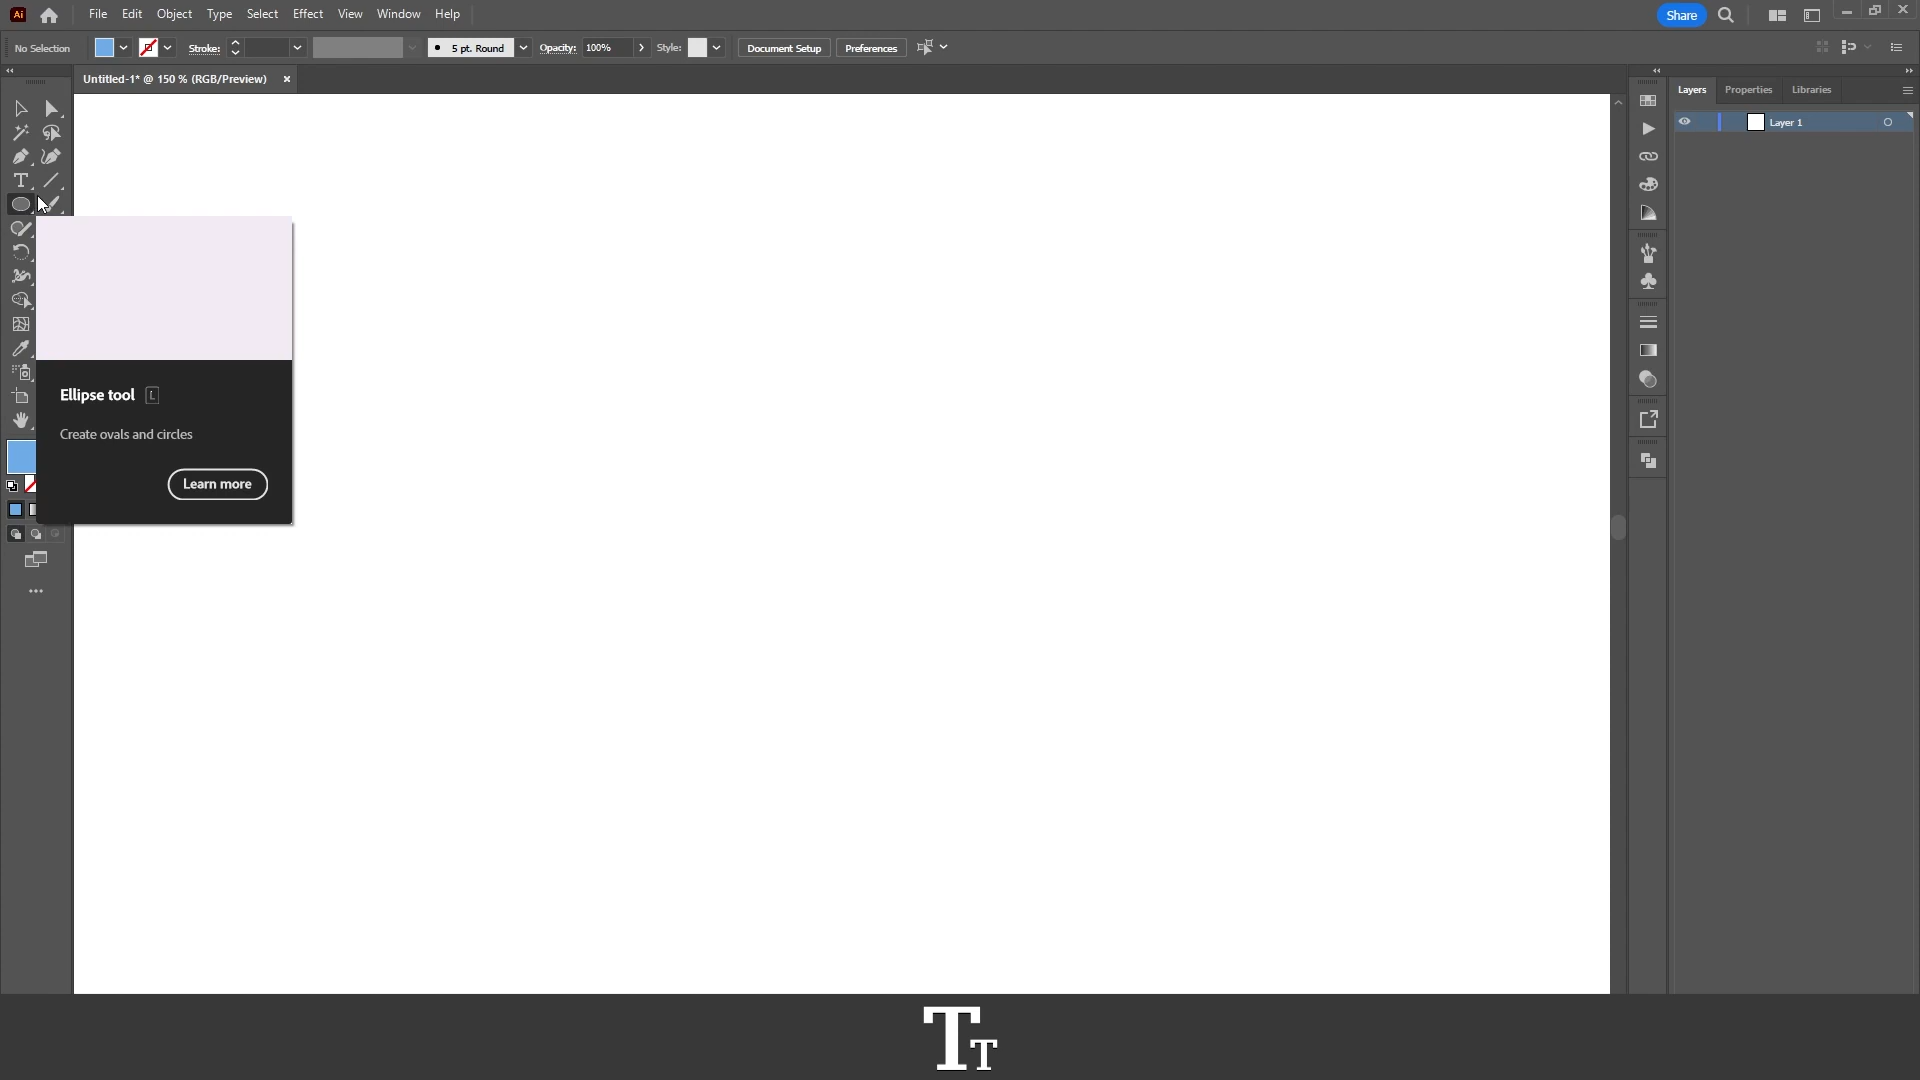 Ai File Edit Object Type Select Effect View Window Help Share
No Selection Stroke: 5 pt. Round Opacity: 100% Style: Document Setup Preferences
Untitled-1* @ 150 % (RGB/Preview) ×
Layers Properties Libraries
Layer 1
T
Ellipse tool L
Create ovals and circles
Learn more
TT